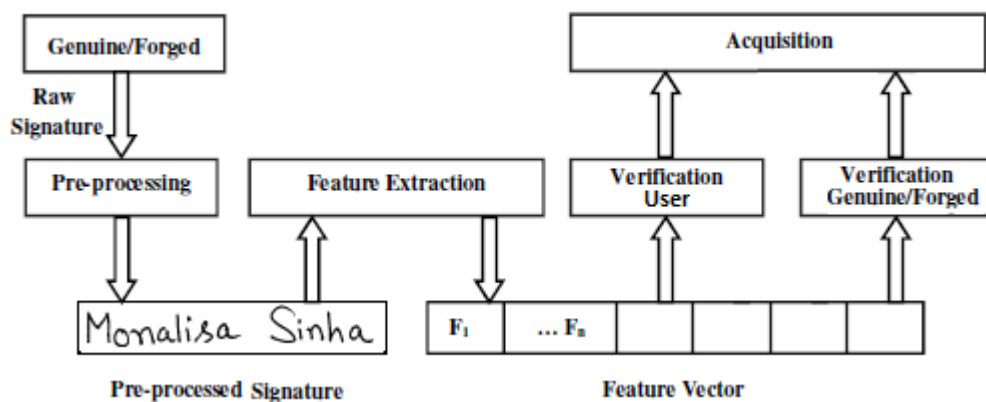 Genuine/Forged
Acquisition
Raw
Signature
Pre-processing
Feature Extraction
Verification
User
Verification
Genuine/Forged
Monalisa Sinha
F₁
... Fₙ
Pre-processed Signature
Feature Vector